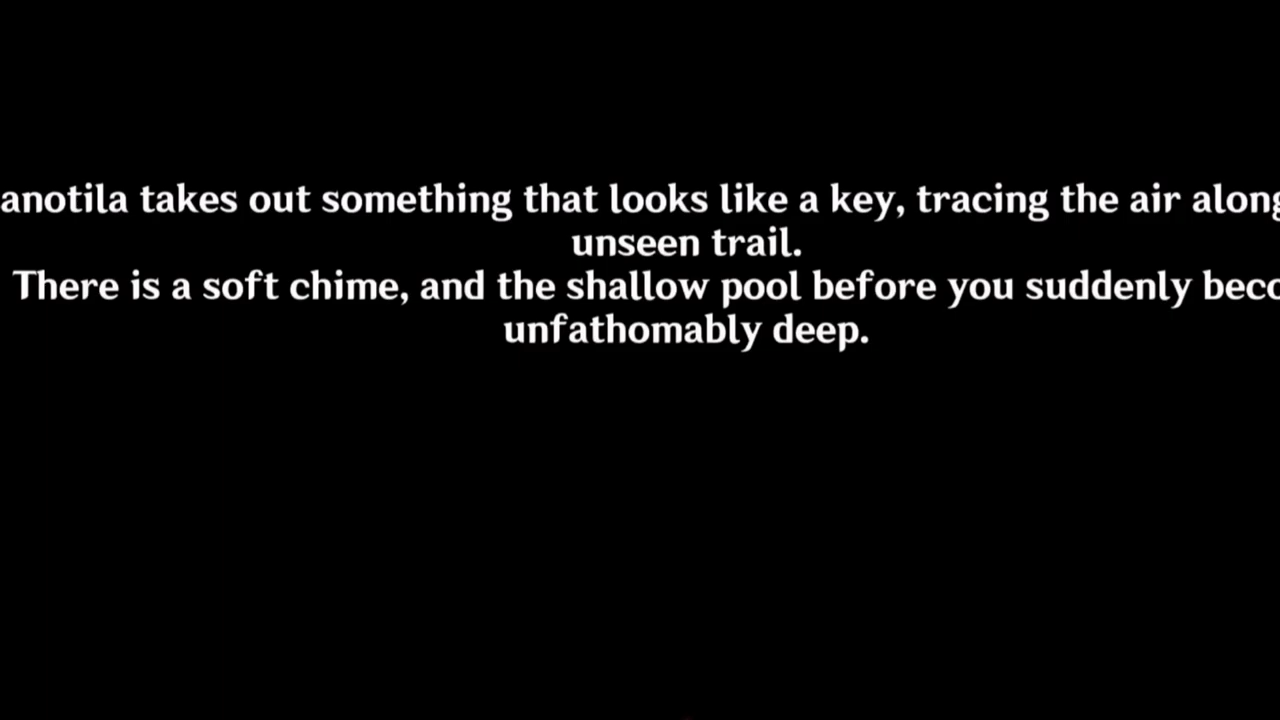 anotila takes out something that looks like a key, tracing the air along
unseen trail.
There is a soft chime, and the shallow pool before you suddenly beco
unfathomably deep.